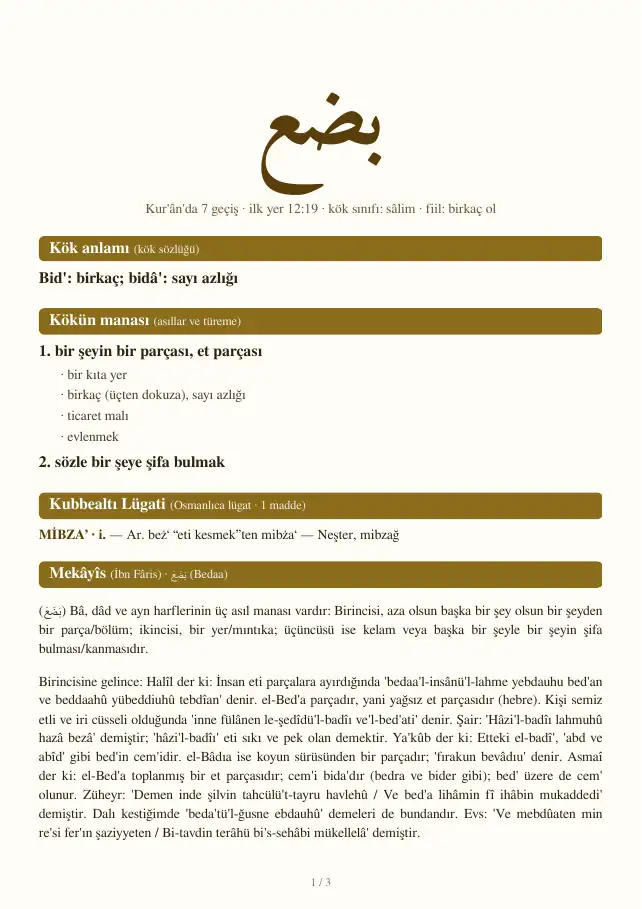 بضع
Kur'ân'da 7 geçiş · ilk yer 12:19 · kök sınıfı: sâlim · fiil: birkaç ol
Kök anlamı (kök sözlüğü)
Bid': birkaç; bidâ': sayı azlığı
Kökün manası (asıllar ve türeme)
1. bir şeyin bir parçası, et parçası
· bir kıta yer
· birkaç (üçten dokuza), sayı azlığı
· ticaret malı
· evlenmek
2. sözle bir şeye şifa bulmak
Kubbealtı Lügati (Osmanlıca lügat · 1 madde)
MİBZA’ · i. — Ar. beż‘ “eti kesmek”ten mibża‘ — Neşter, mibzağ
Mekâyîs (İbn Fâris) · بَضَعَ (Bedaa)
(بَضَعَ) Bâ, dâd ve ayn harflerinin üç asıl manası vardır: Birincisi, aza olsun başka bir şey olsun bir şeyden
bir parça/bölüm; ikincisi, bir yer/mıntıka; üçüncüsü ise kelam veya başka bir şeyle bir şeyin şifa
bulması/kanmasıdır.
Birincisine gelince: Halîl der ki: İnsan eti parçalara ayırdığında 'bedaa'l-insânü'l-lahme yebdauhu bed'an
ve beddaahû yübeddiuhû tebdîan' denir. el-Bed'a parçadır, yani yağsız et parçasıdır (hebre). Kişi semiz
etli ve iri cüsseli olduğunda 'inne fülânen le-şedîdü'l-badîı ve'l-bed'ati' denir. Şair: 'Hâzi'l-badîı lahmuhû
hazâ bezâ' demiştir; 'hâzi'l-badîı' eti sıkı ve pek olan demektir. Ya'kûb der ki: Etteki el-badî', 'abd ve
abîd' gibi bed'in cem'idir. el-Bâdıa ise koyun sürüsünden bir parçadır; 'fırakun bevâdıu' denir. Asmaî
der ki: el-Bed'a toplanmış bir et parçasıdır; cem'i bida'dır (bedra ve bider gibi); bed' üzere de cem'
olunur. Züheyr: 'Demen inde şilvin tahcülü't-tayru havlehû / Ve bed'a lihâmin fî ihâbin mukaddedi'
demiştir. Dalı kestiğimde 'beda'tü'l-ğusne ebdauhû' demeleri de bundandır. Evs: 'Ve mebdûaten min
re'si fer'ın şaziyyeten / Bi-tavdin terâhü bi's-sehâbi mükellelâ' demiştir.
1 / 3